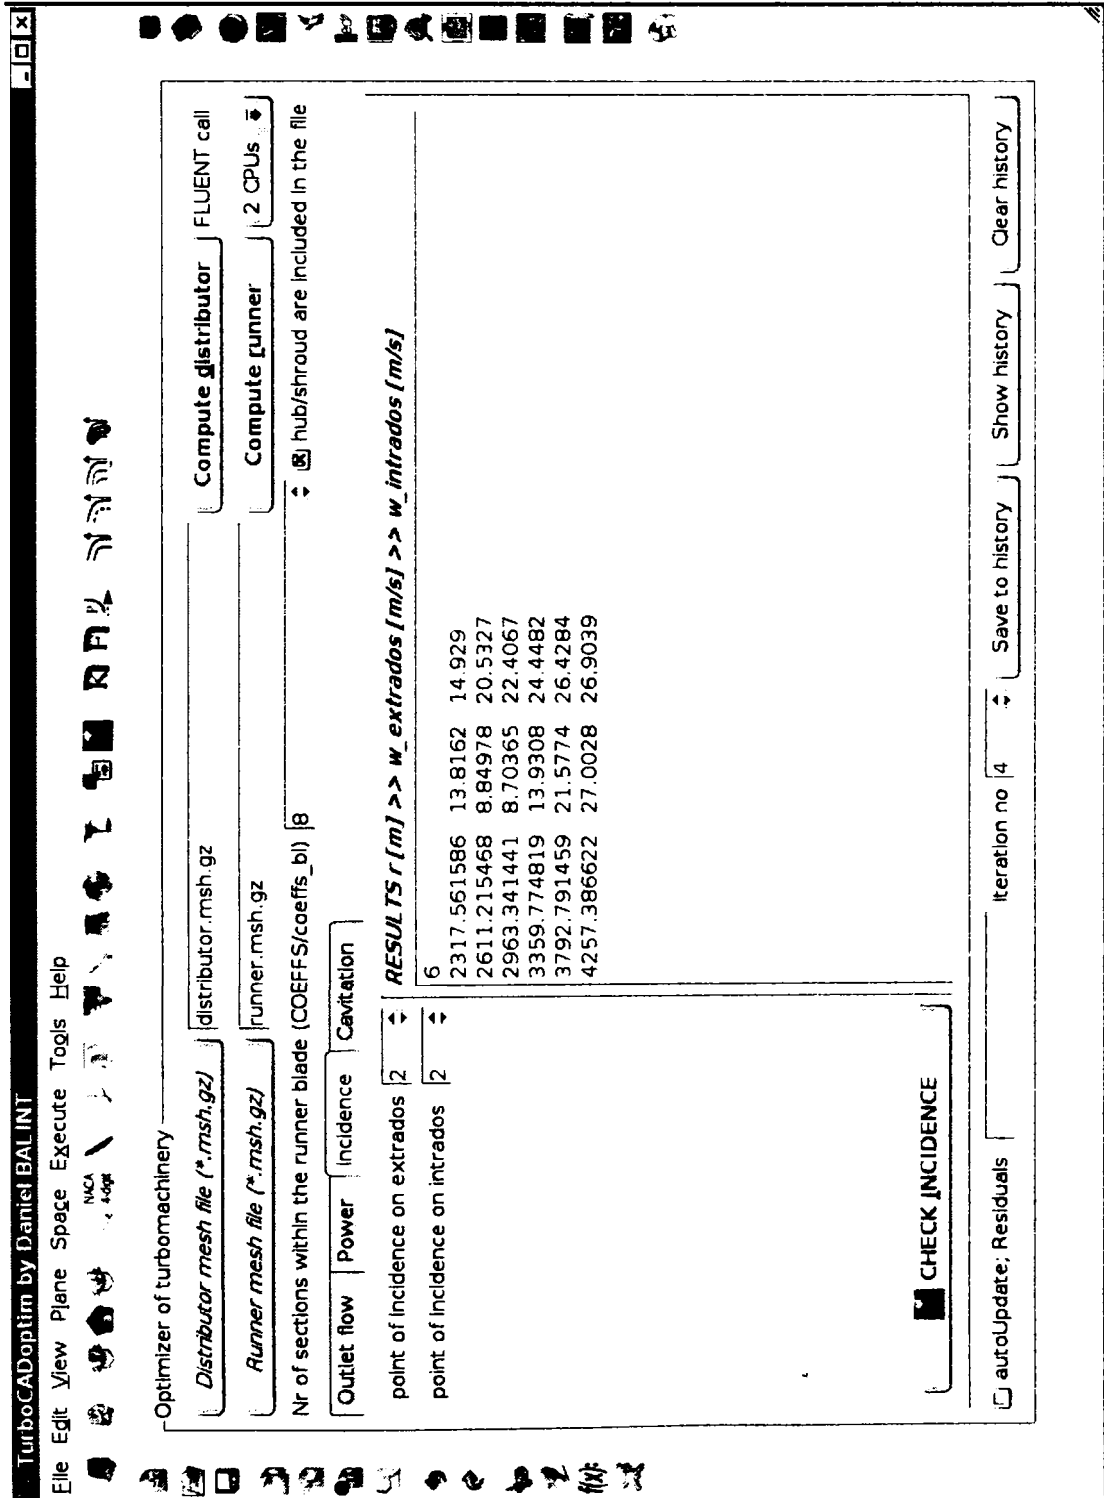 TurboCADoptim by Daniel BALINT
File Edit View Plane Space Execute Tools Help
NACA
4-digit
f(x):
Optimizer of turbomachinery
Distributor mesh file (*.msh.gz) distributor.msh.gz Compute distributor FLUENT call
Runner mesh file (*.msh.gz) runner.msh.gz Compute runner 2 CPUs
Nr of sections within the runner blade (COEFFS/coeffs_bl) 8 hub/shroud are included in the file
Outlet flow Power Incidence Cavitation
point of incidence on extrados 2
point of incidence on intrados 2
RESULTS r [m] >> w_extrados [m/s] >> w_intrados [m/s]
6
2317.561586 13.8162 14.929
2611.215468 8.84978 20.5327
2963.341441 8.70365 22.4067
3359.774819 13.9308 24.4482
3792.791459 21.5774 26.4284
4257.386622 27.0028 26.9039
CHECK INCIDENCE
autoUpdate; Residuals Iteration no 4 Save to history Show history Clear history